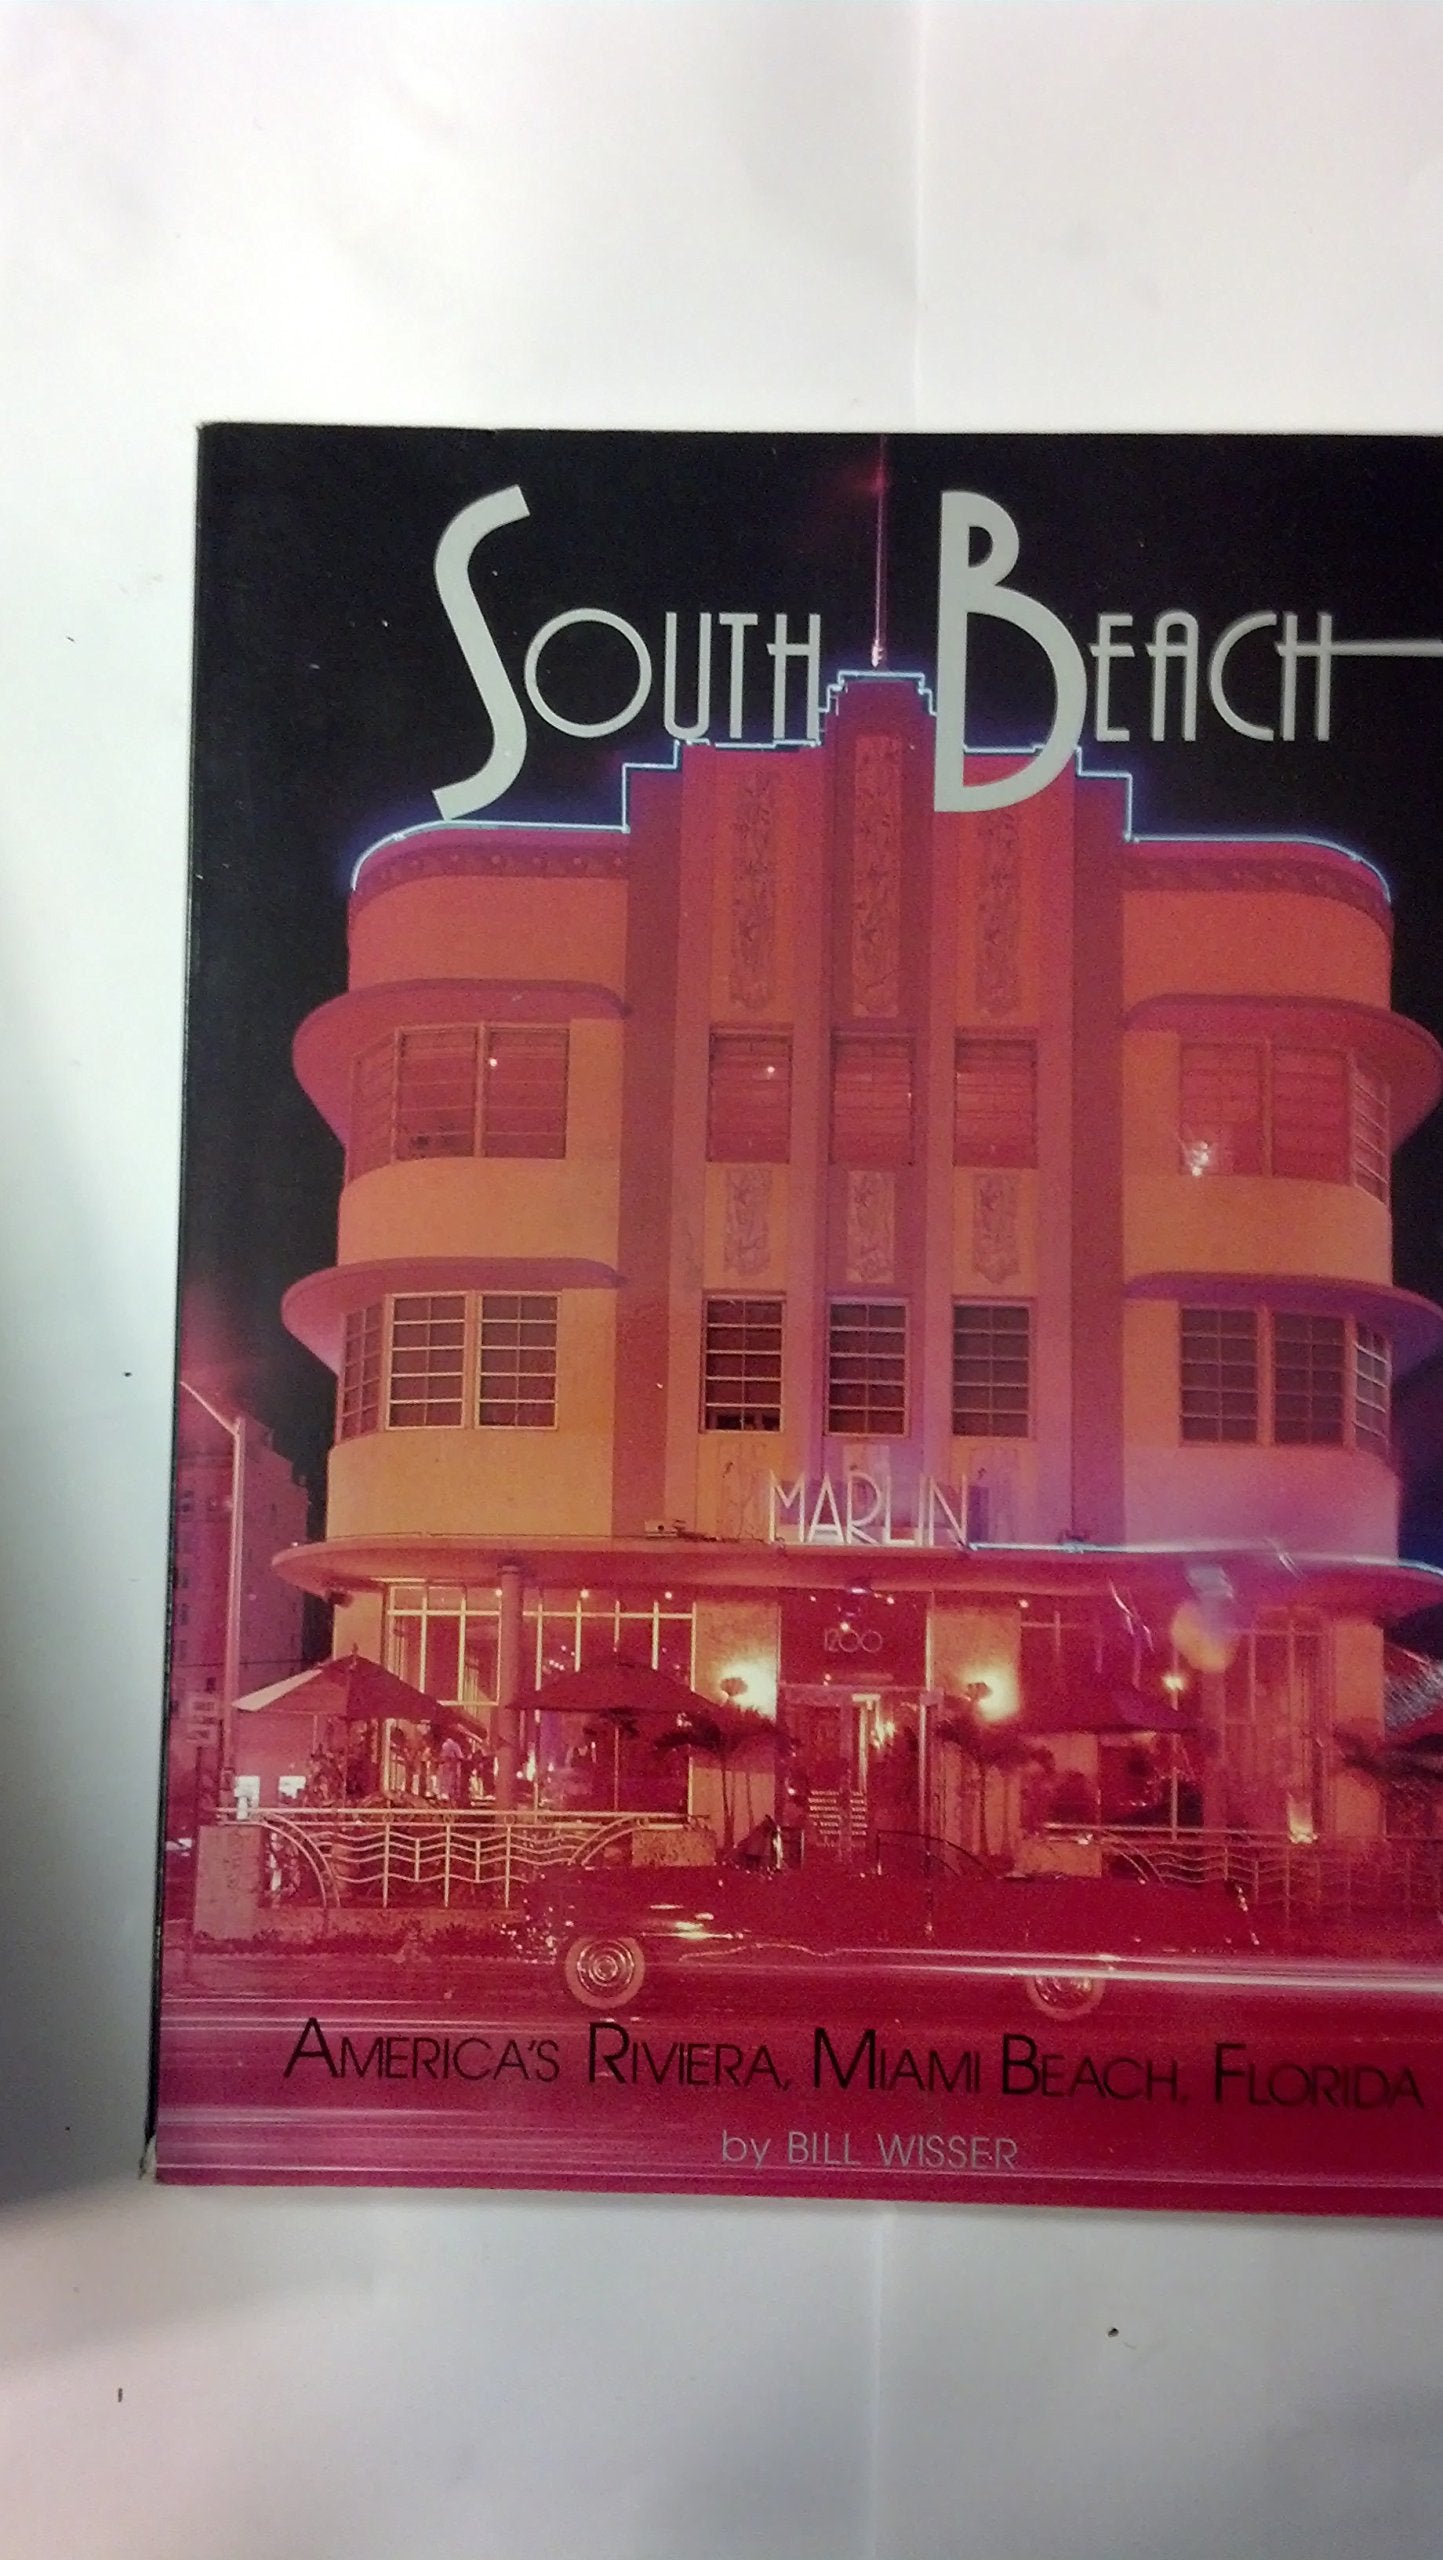 SOUTH BEACH
MARLIN
1200
AMERICA'S RIVIERA, MIAMI BEACH, FLORIDA
by BILL WISSER